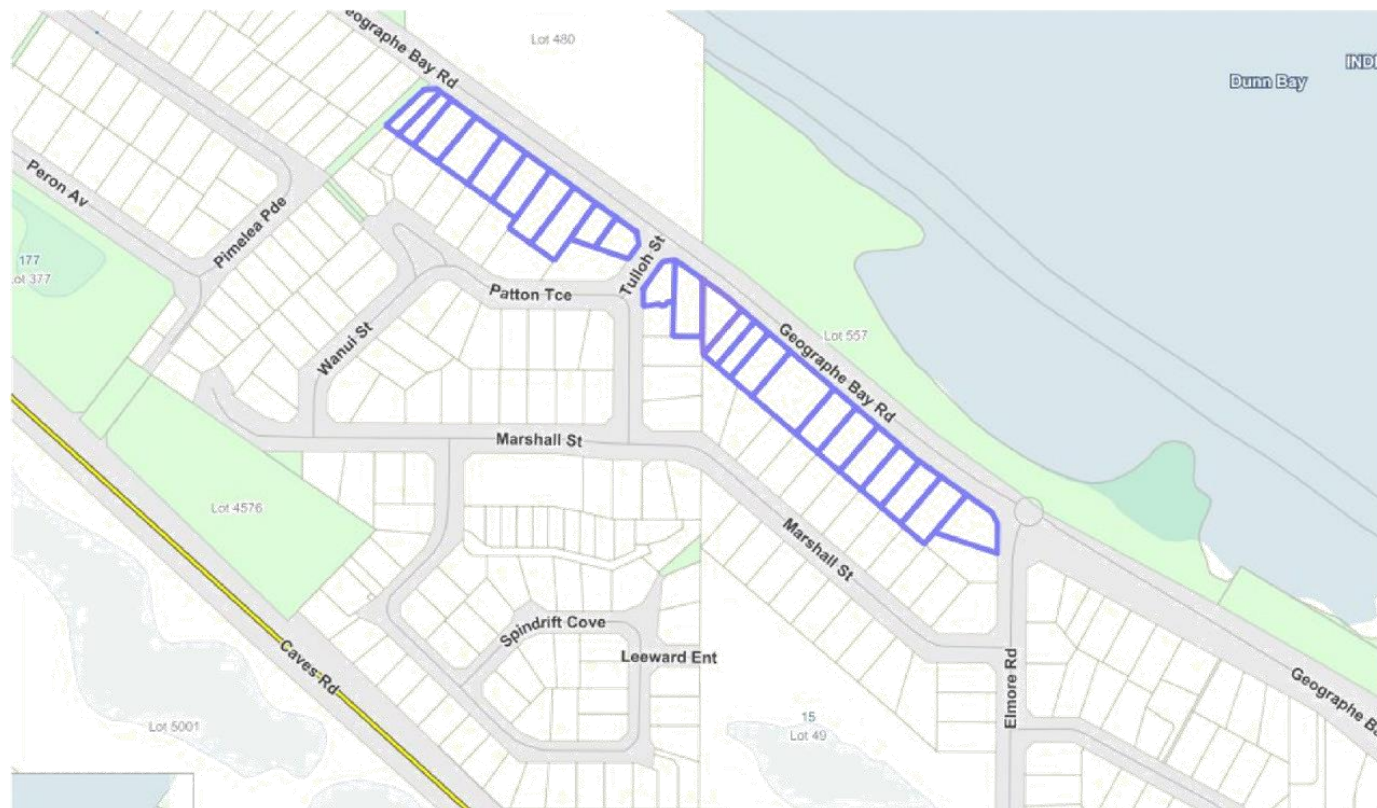 eographe Bay Rd
Lot 480
INDI
Dunn Bay
Peron Av
Pimelea Pde
177
Lot 377
Tulloh St
Patton Tce
Wanui St
Geographe Bay Rd
Lot 557
Marshall St
Lot 4576
Marshall St
Spindrift Cove
Leeward Ent
Caves Rd
Elmore Rd
Geographe Ba
15
Lot 49
Lot 5001